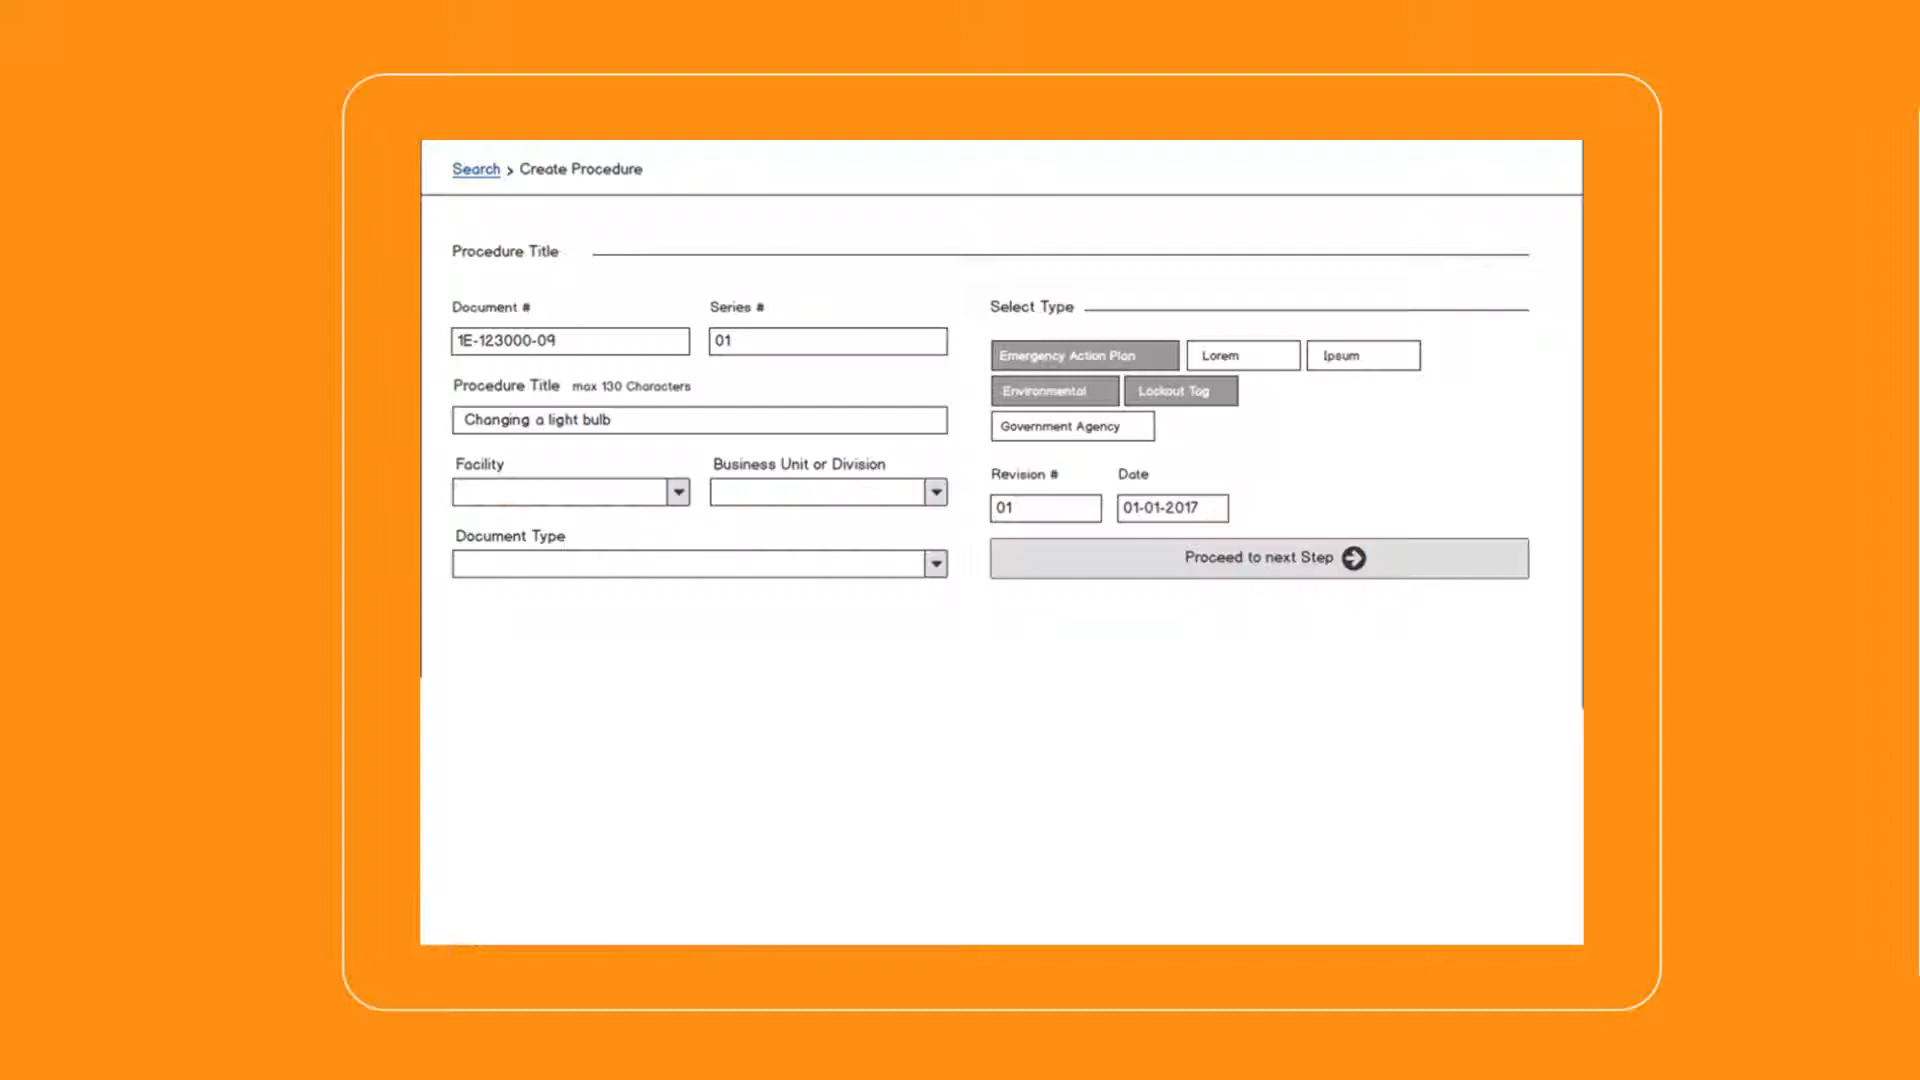 Search > Create Procedure
Procedure Title
Document #
Series #
1E-123000-09
01
Procedure Title max 130 Characters
Changing a light bulb
Facility
Business Unit or Division
Document Type
Select Type
Emergency Action Plan
Lorem
Ipsum
Environmental
Lockout Tag
Government Agency
Revision #
Date
01
01-01-2017
Proceed to next Step